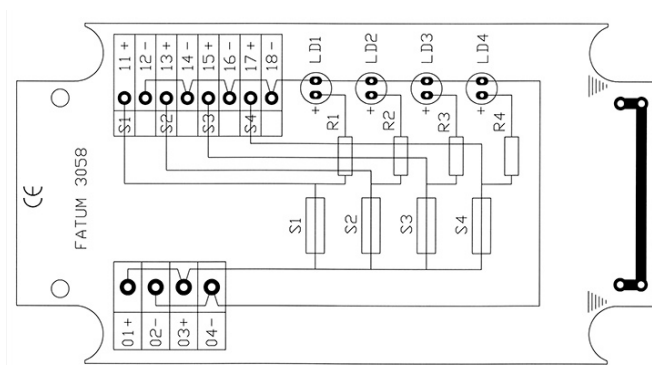 11+ 12- 13+ 14- 15+ 16- 17+ 18-
S1 S2 S3 S4
LD1 LD2 LD3 LD4
+ + + +
R1 R2 R3 R4
CE
FATUM 3058
S1 S2 S3 S4
01+ 02- 03+ 04-